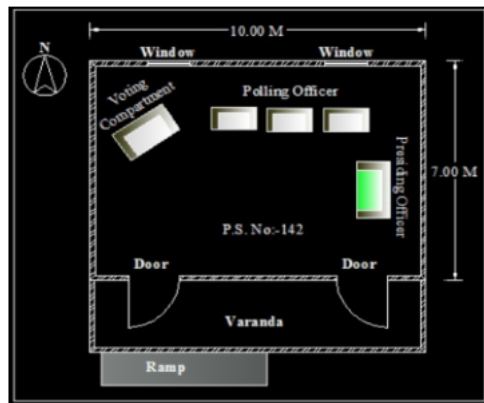 10.00 M
N
Window
Window
Voting
Compartment
Polling Officer
Presiding Officer
7.00 M
P.S. No:-142
Door
Door
Varanda
Ramp